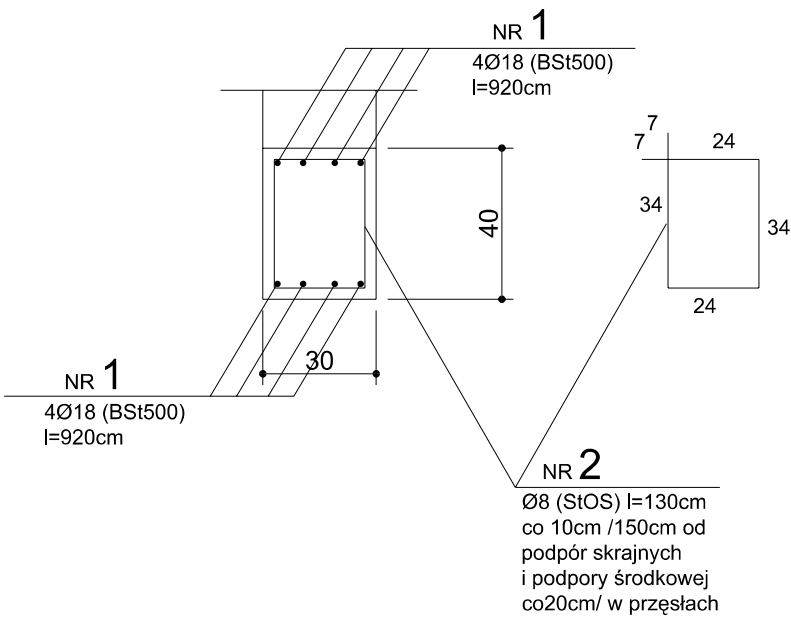 NR 1
4Ø18 (BSt500)
l=920cm
7
7
24
34
34
24
40
30
NR 1
4Ø18 (BSt500)
l=920cm
NR 2
Ø8 (StOS) l=130cm
co 10cm /150cm od
podpór skrajnych
i podpory środkowej
co20cm/ w przęsłach